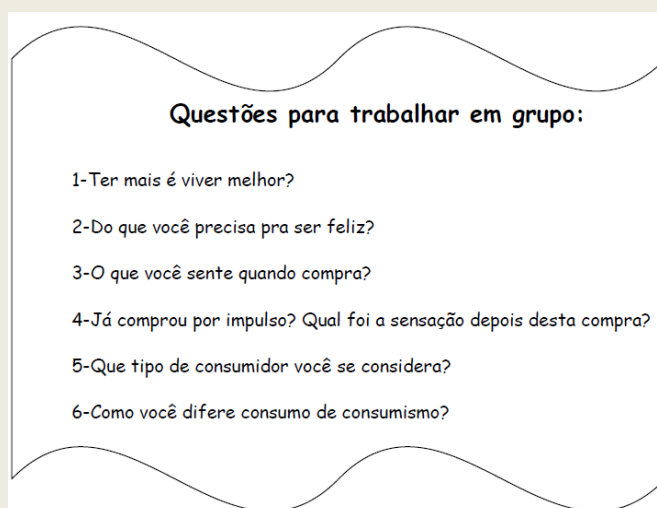 Questões para trabalhar em grupo:
1-Ter mais é viver melhor?
2-Do que você precisa pra ser feliz?
3-O que você sente quando compra?
4-Já comprou por impulso? Qual foi a sensação depois desta compra?
5-Que tipo de consumidor você se considera?
6-Como você difere consumo de consumismo?